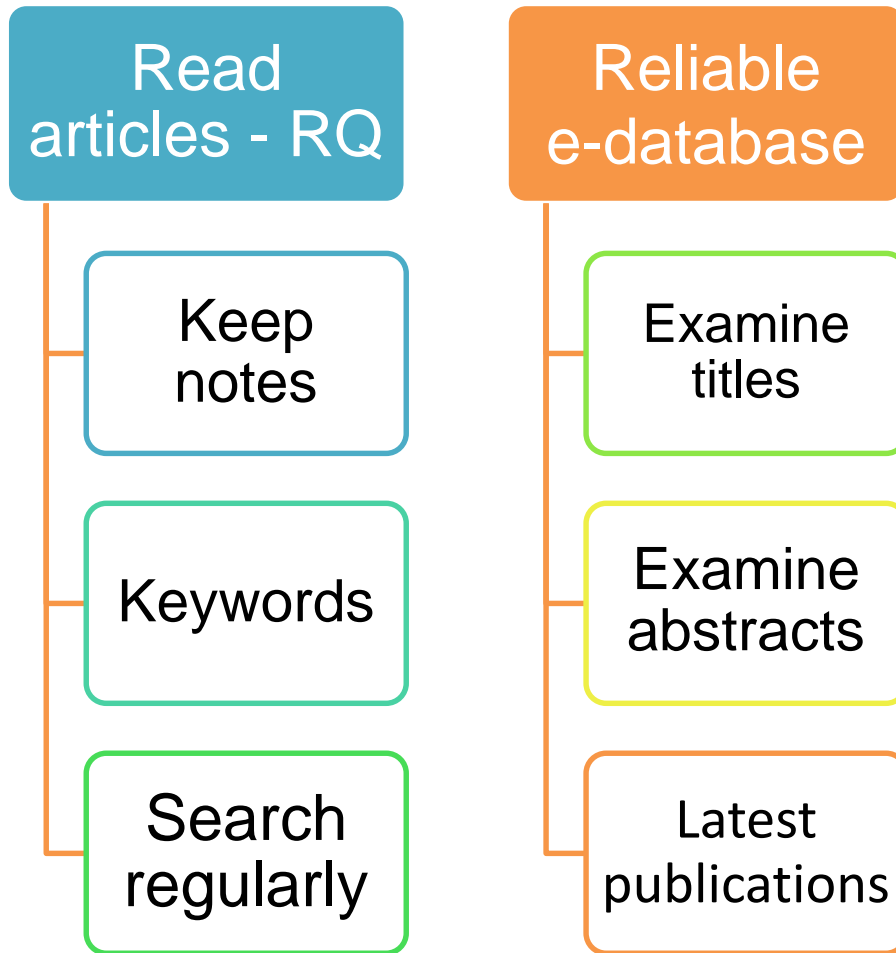 Read
articles - RQ
Keep
notes
Keywords
Search
regularly
Reliable
e-database
Examine
titles
Examine
abstracts
Latest
publications